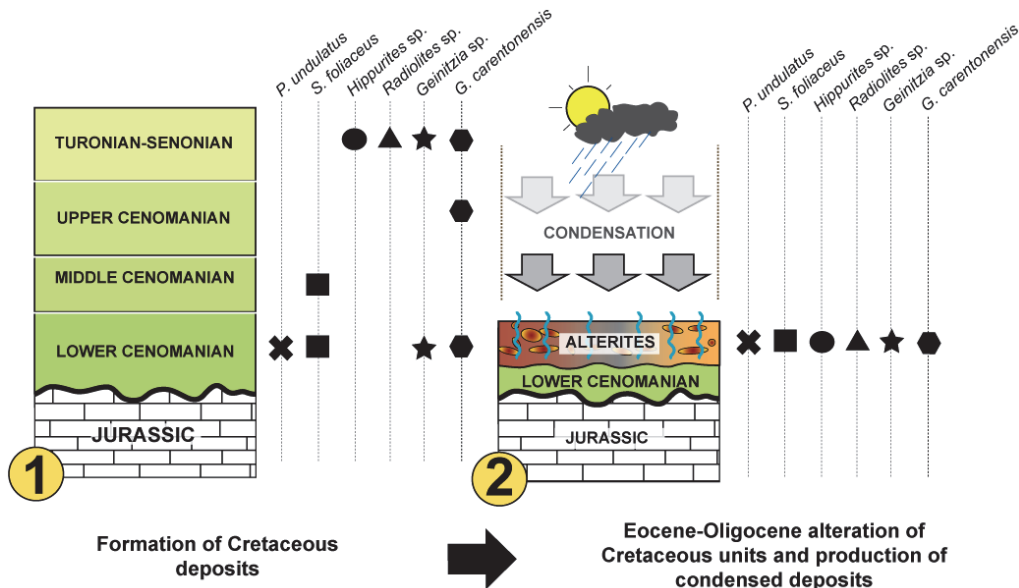 P. undulatus
S. foliaceus
Hippurites sp.
Radiolites sp.
Geinitzia sp.
G. carentonensis
TURONIAN-SENONIAN
UPPER CENOMANIAN
MIDDLE CENOMANIAN
LOWER CENOMANIAN
JURASSIC
1
Formation of Cretaceous
deposits
P. undulatus
S. foliaceus
Hippurites sp.
Radiolites sp.
Geinitzia sp.
G. carentonensis
CONDENSATION
ALTERITES
LOWER CENOMANIAN
JURASSIC
2
Eocene-Oligocene alteration of
Cretaceous units and production of
condensed deposits